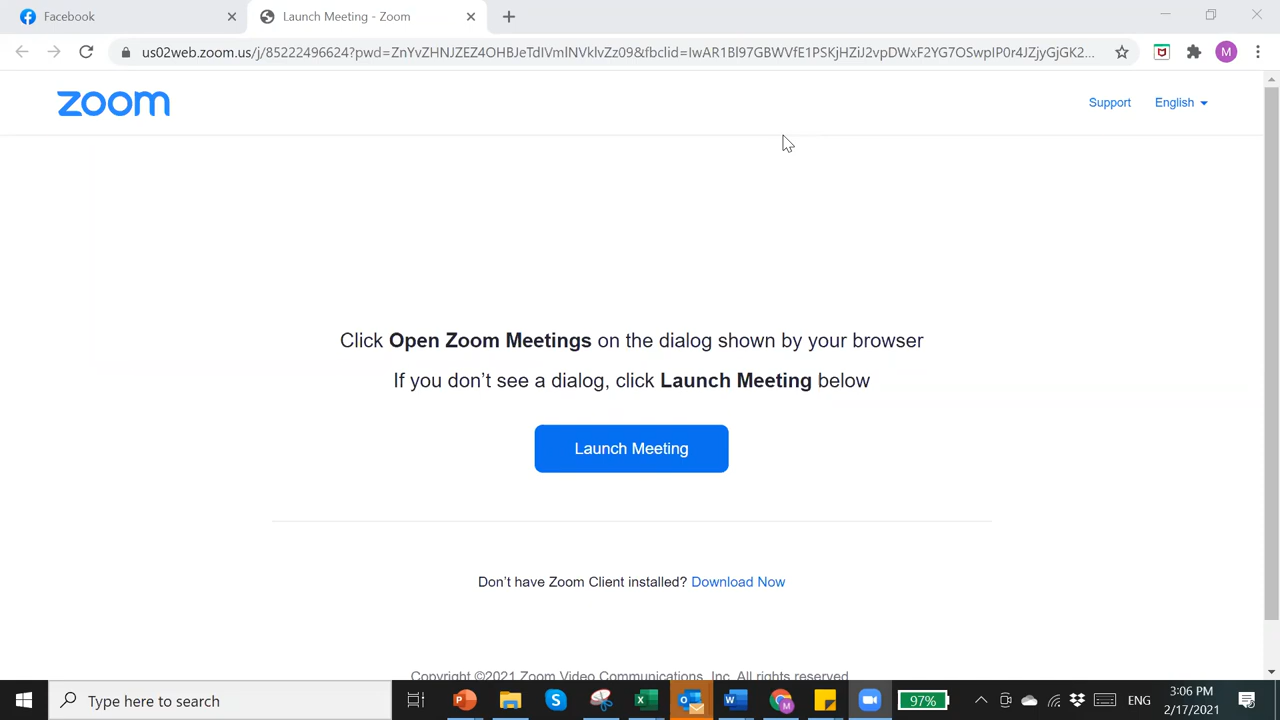 Facebook
Launch Meeting - Zoom
us02web.zoom.us/j/85222496624?pwd=ZnYvZHNJZEZ4OHBJeTdIVmlNVklvZz09&fbclid=IwAR1Bl97GBWVfE1PSKjHZiJ2vpDWxF2YG7OSwpIP0r4JZjyGjGK2...
M
zoom
Support
English
Click Open Zoom Meetings on the dialog shown by your browser
If you don't see a dialog, click Launch Meeting below
Launch Meeting
Don't have Zoom Client installed? Download Now
Copyright ©2021 Zoom Video Communications, Inc. All rights reserved
Type here to search
97%
ENG
3:06 PM
2/17/2021